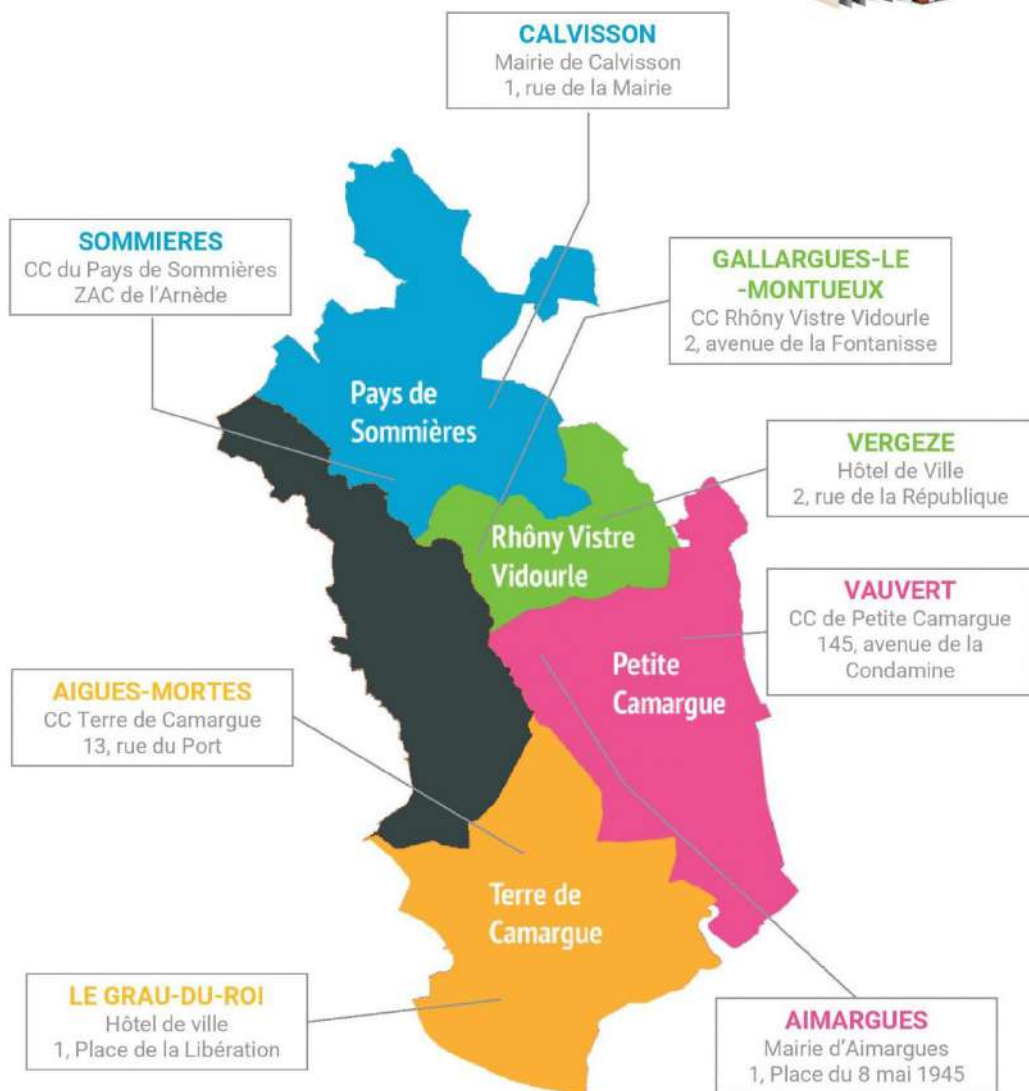 CALVISSON
Mairie de Calvisson
1, rue de la Mairie
SOMMIERES
CC du Pays de Sommières
ZAC de l'Arnède
GALLARGUES-LE
-MONTUEUX
CC Rhôny Vistre Vidourle
2, avenue de la Fontanisse
Pays de
Sommières
VERGEZE
Hôtel de Ville
2, rue de la République
Rhôny Vistre
Vidourle
VAUVERT
CC de Petite Camargue
145, avenue de la
Condamine
Petite
Camargue
AIGUES-MORTES
CC Terre de Camargue
13, rue du Port
Terre de
Camargue
LE GRAU-DU-ROI
Hôtel de ville
1, Place de la Libération
AIMARGUES
Mairie d'Aimargues
1, Place du 8 mai 1945